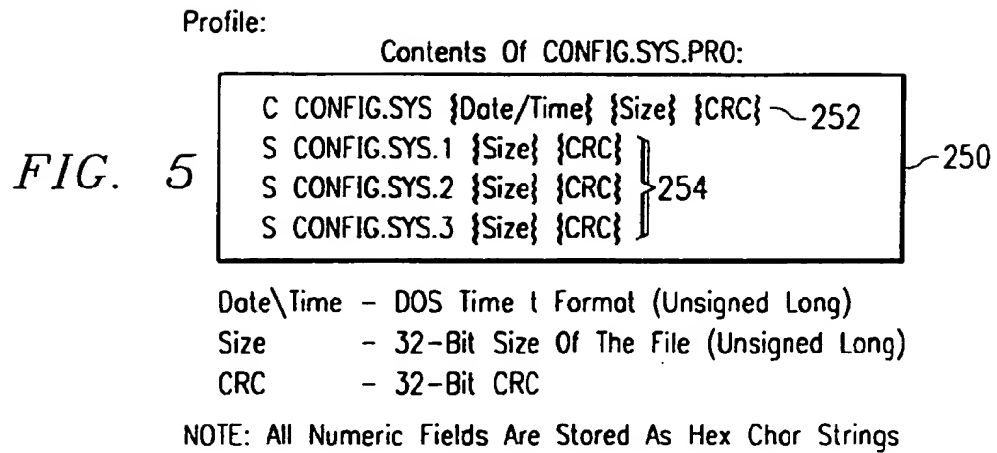 Profile:
Contents Of CONFIG.SYS.PRO:
C CONFIG.SYS {Date/Time} {Size} {CRC} 252
S CONFIG.SYS.1 {Size} {CRC}
FIG. 5 S CONFIG.SYS.2 {Size} {CRC} 254 250
S CONFIG.SYS.3 {Size} {CRC}
Date\Time - DOS Time t Format (Unsigned Long)
Size - 32-Bit Size Of The File (Unsigned Long)
CRC - 32-Bit CRC
NOTE: All Numeric Fields Are Stored As Hex Char Strings